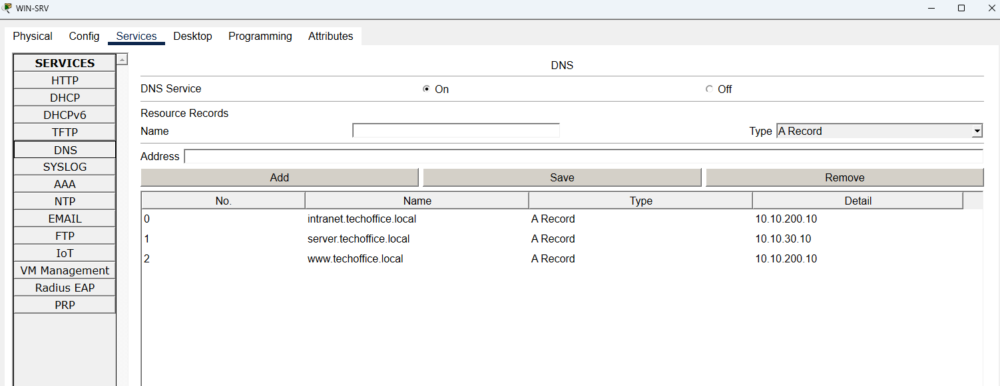 WIN-SRV
Physical Config Services Desktop Programming Attributes
SERVICES
HTTP
DHCP
DHCPv6
TFTP
DNS
SYSLOG
AAA
NTP
EMAIL
FTP
IoT
VM Management
Radius EAP
PRP
DNS
DNS Service On Off
Resource Records
Name Type A Record
Address
Add Save Remove
No. Name Type Detail
0 intranet.techoffice.local A Record 10.10.200.10
1 server.techoffice.local A Record 10.10.30.10
2 www.techoffice.local A Record 10.10.200.10